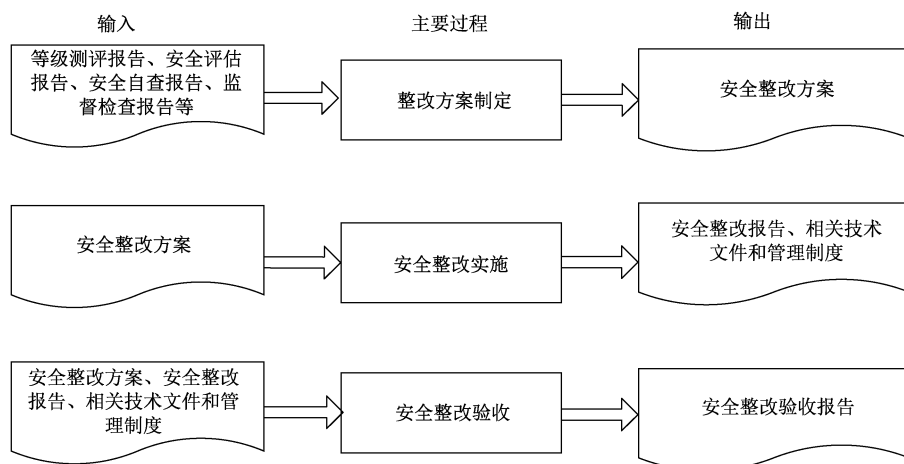 输入
主要过程
输出
等级测评报告、安全评估
报告、安全自查报告、监
督检查报告等
整改方案制定
安全整改方案
安全整改方案
安全整改实施
安全整改报告、相关技术
文件和管理制度
安全整改方案、安全整改
报告、相关技术文件和管
理制度
安全整改验收
安全整改验收报告